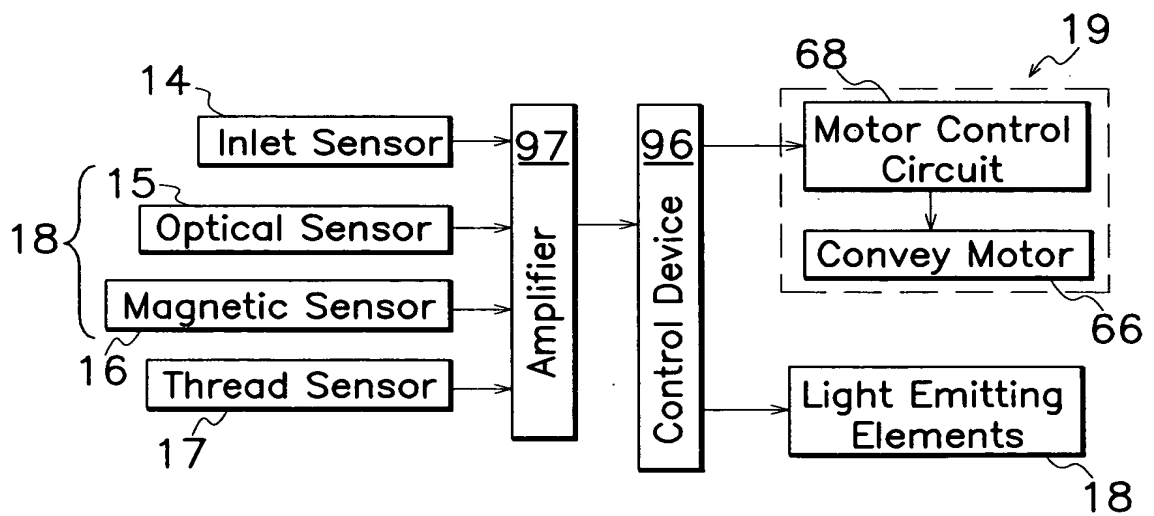 19
68
14
Inlet Sensor
97
96
Motor Control
Circuit
15
18
Optical Sensor
Amplifier
Control Device
Convey Motor
Magnetic Sensor
16
66
Thread Sensor
17
Light Emitting
Elements
18